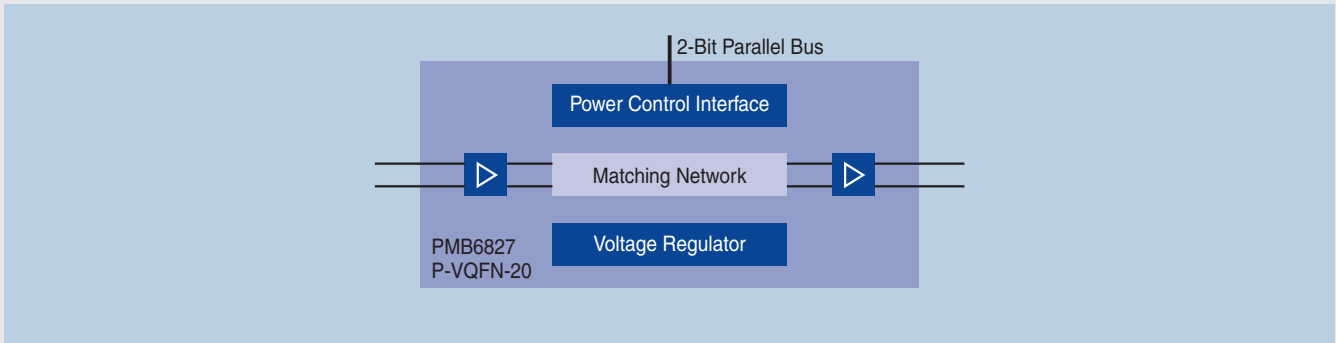 2-Bit Parallel Bus
Power Control Interface
Matching Network
Voltage Regulator
PMB6827
P-VQFN-20